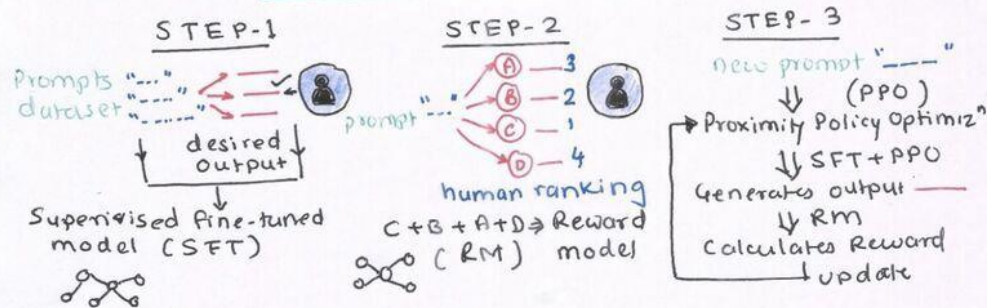 STEP-1
Prompts "---"
dataset "----"
"----"
desired
output
Supervised fine-tuned
model (SFT)
STEP-2
A — 3
prompt "---" B — 2
C — 1
D — 4
human ranking
C+B+A+D ⇒ Reward
(RM) model
STEP-3
new prompt "----"
(PPO)
Proximity Policy Optimizⁿ
SFT+PPO
Generates output —
RM
Calculates Reward
update